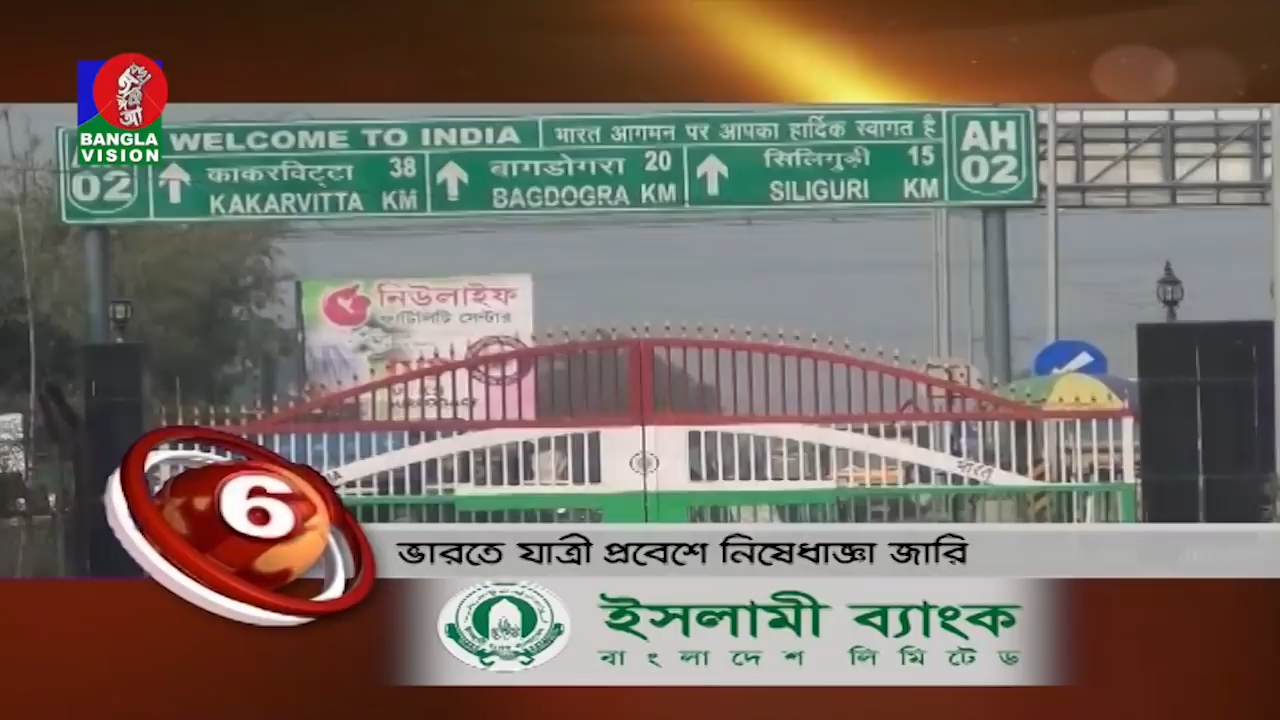 BANGLA
VISION
WELCOME TO INDIA
भारत आगमन पर आपका हार्दिक स्वागत है
AH
02
02
काकरविट्टा 38
KAKARVITTA KM
बागडोगरा 20
BAGDOGRA KM
सिलिगुड़ी 15
SILIGURI KM
নিউলাইফ
ফার্টিলিটি সেন্টার
भारत
6
ভারতে যাত্রী প্রবেশে নিষেধাজ্ঞা জারি
ইসলামী ব্যাংক
বাংলাদেশ লিমিটেড